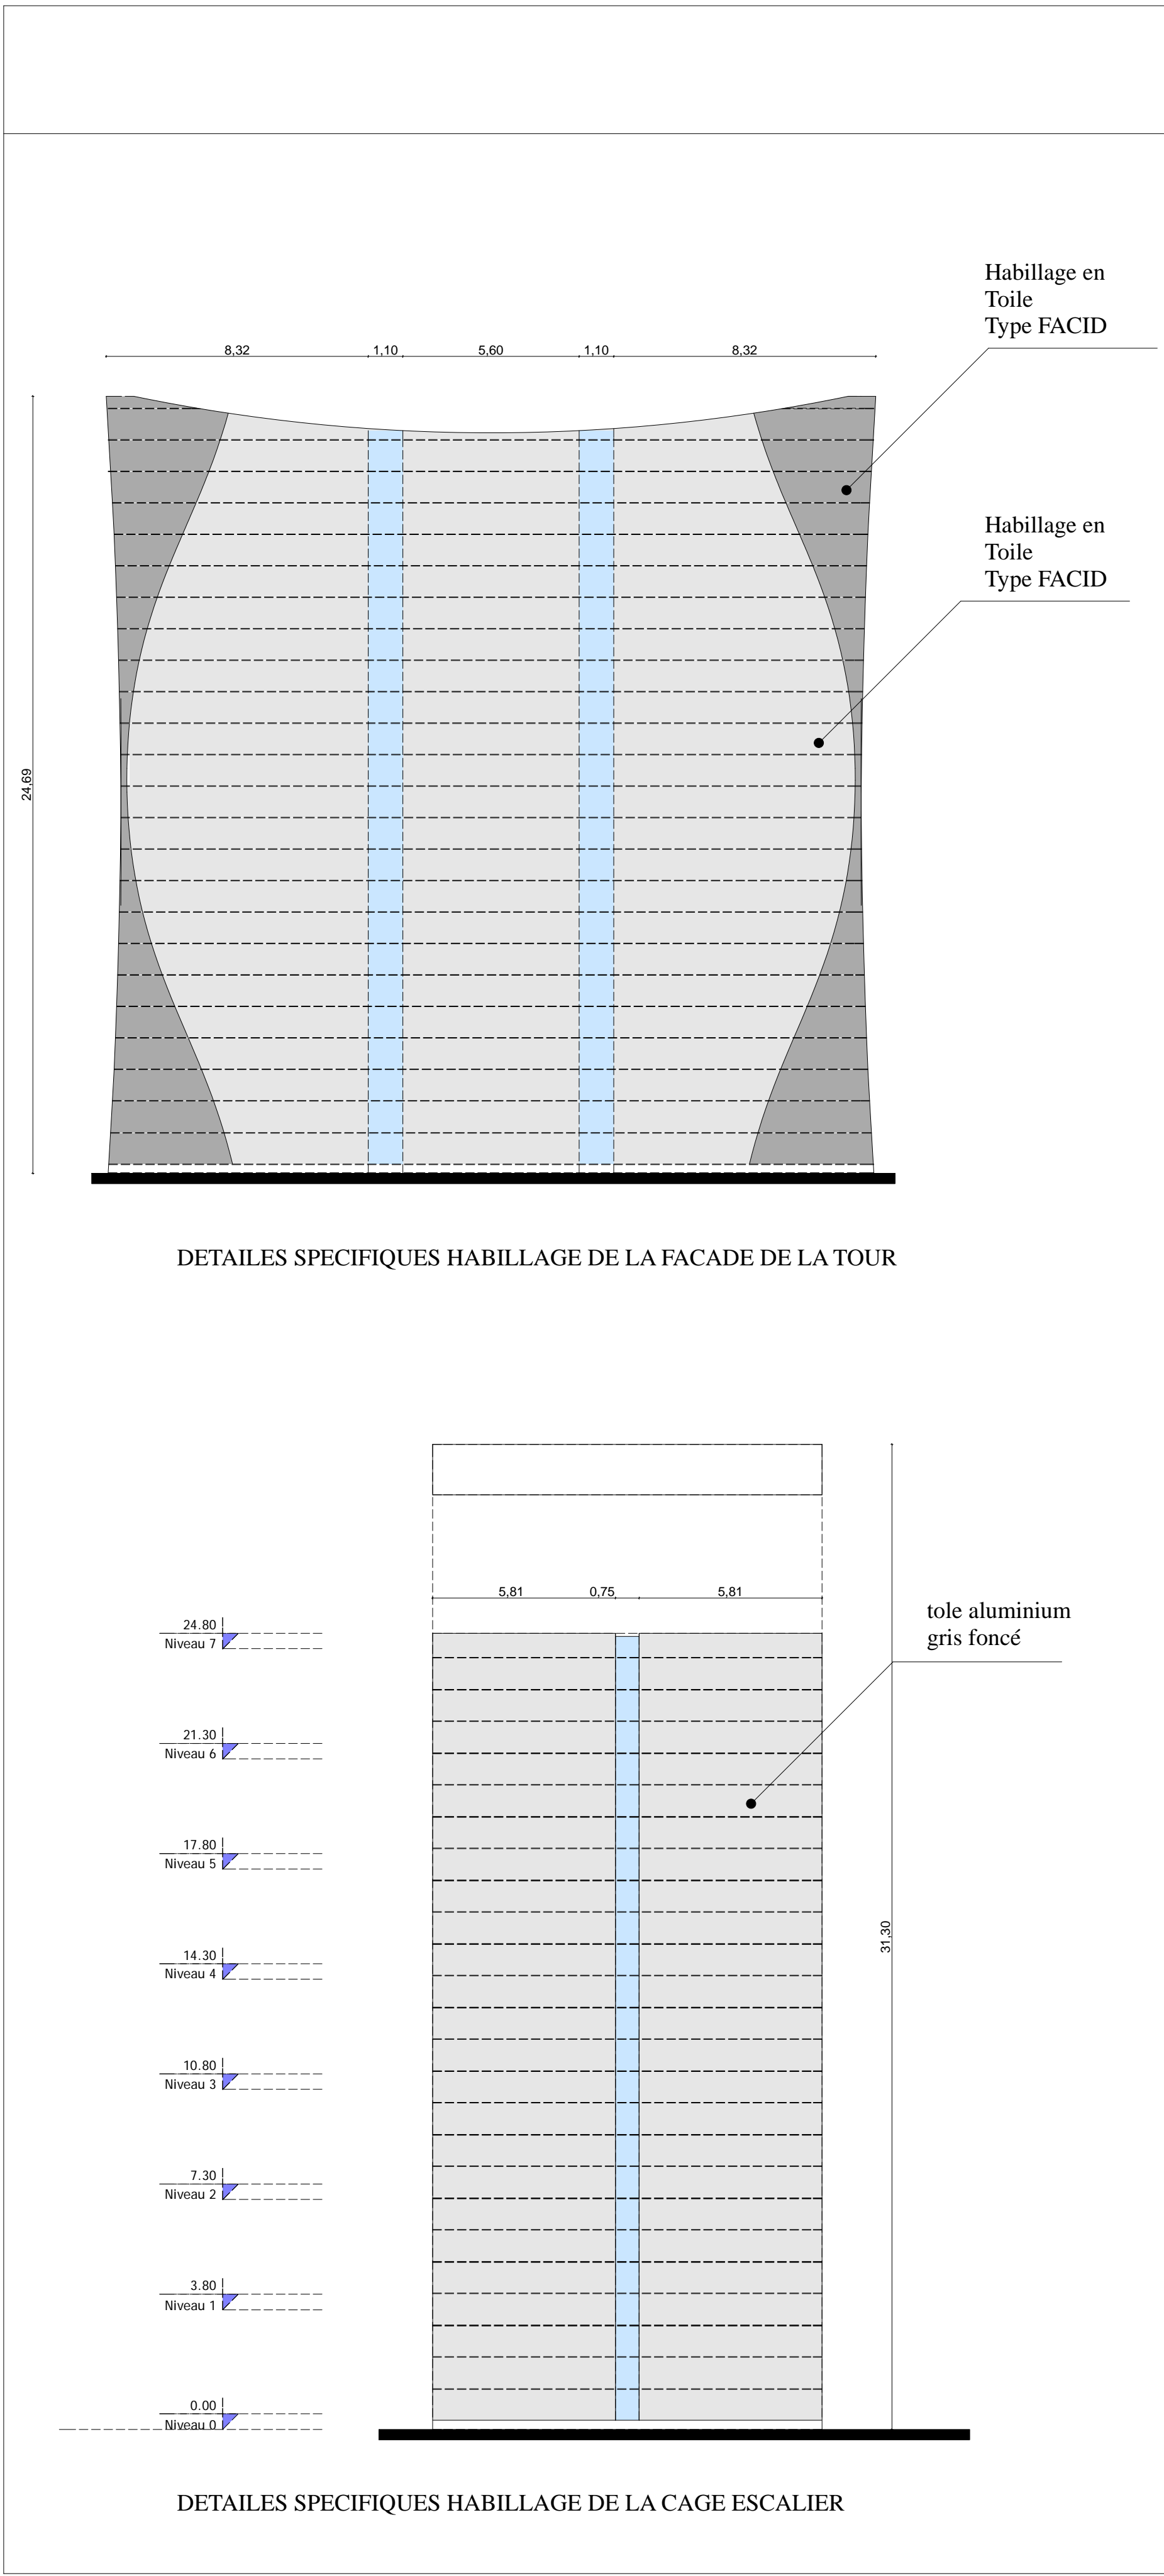 Habillage en
Toile
Type FACID
8,32
1,10
5,60
1,10
8,32
Habillage en
Toile
Type FACID
24,69
DETAILES SPECIFIQUES HABILLAGE DE LA FACADE DE LA TOUR
5,81
0,75
5,81
tole aluminium
gris foncé
24.80
Niveau 7
21.30
Niveau 6
17.80
Niveau 5
31,30
14.30
Niveau 4
10.80
Niveau 3
7.30
Niveau 2
3.80
Niveau 1
0.00
Niveau 0
DETAILES SPECIFIQUES HABILLAGE DE LA CAGE ESCALIER